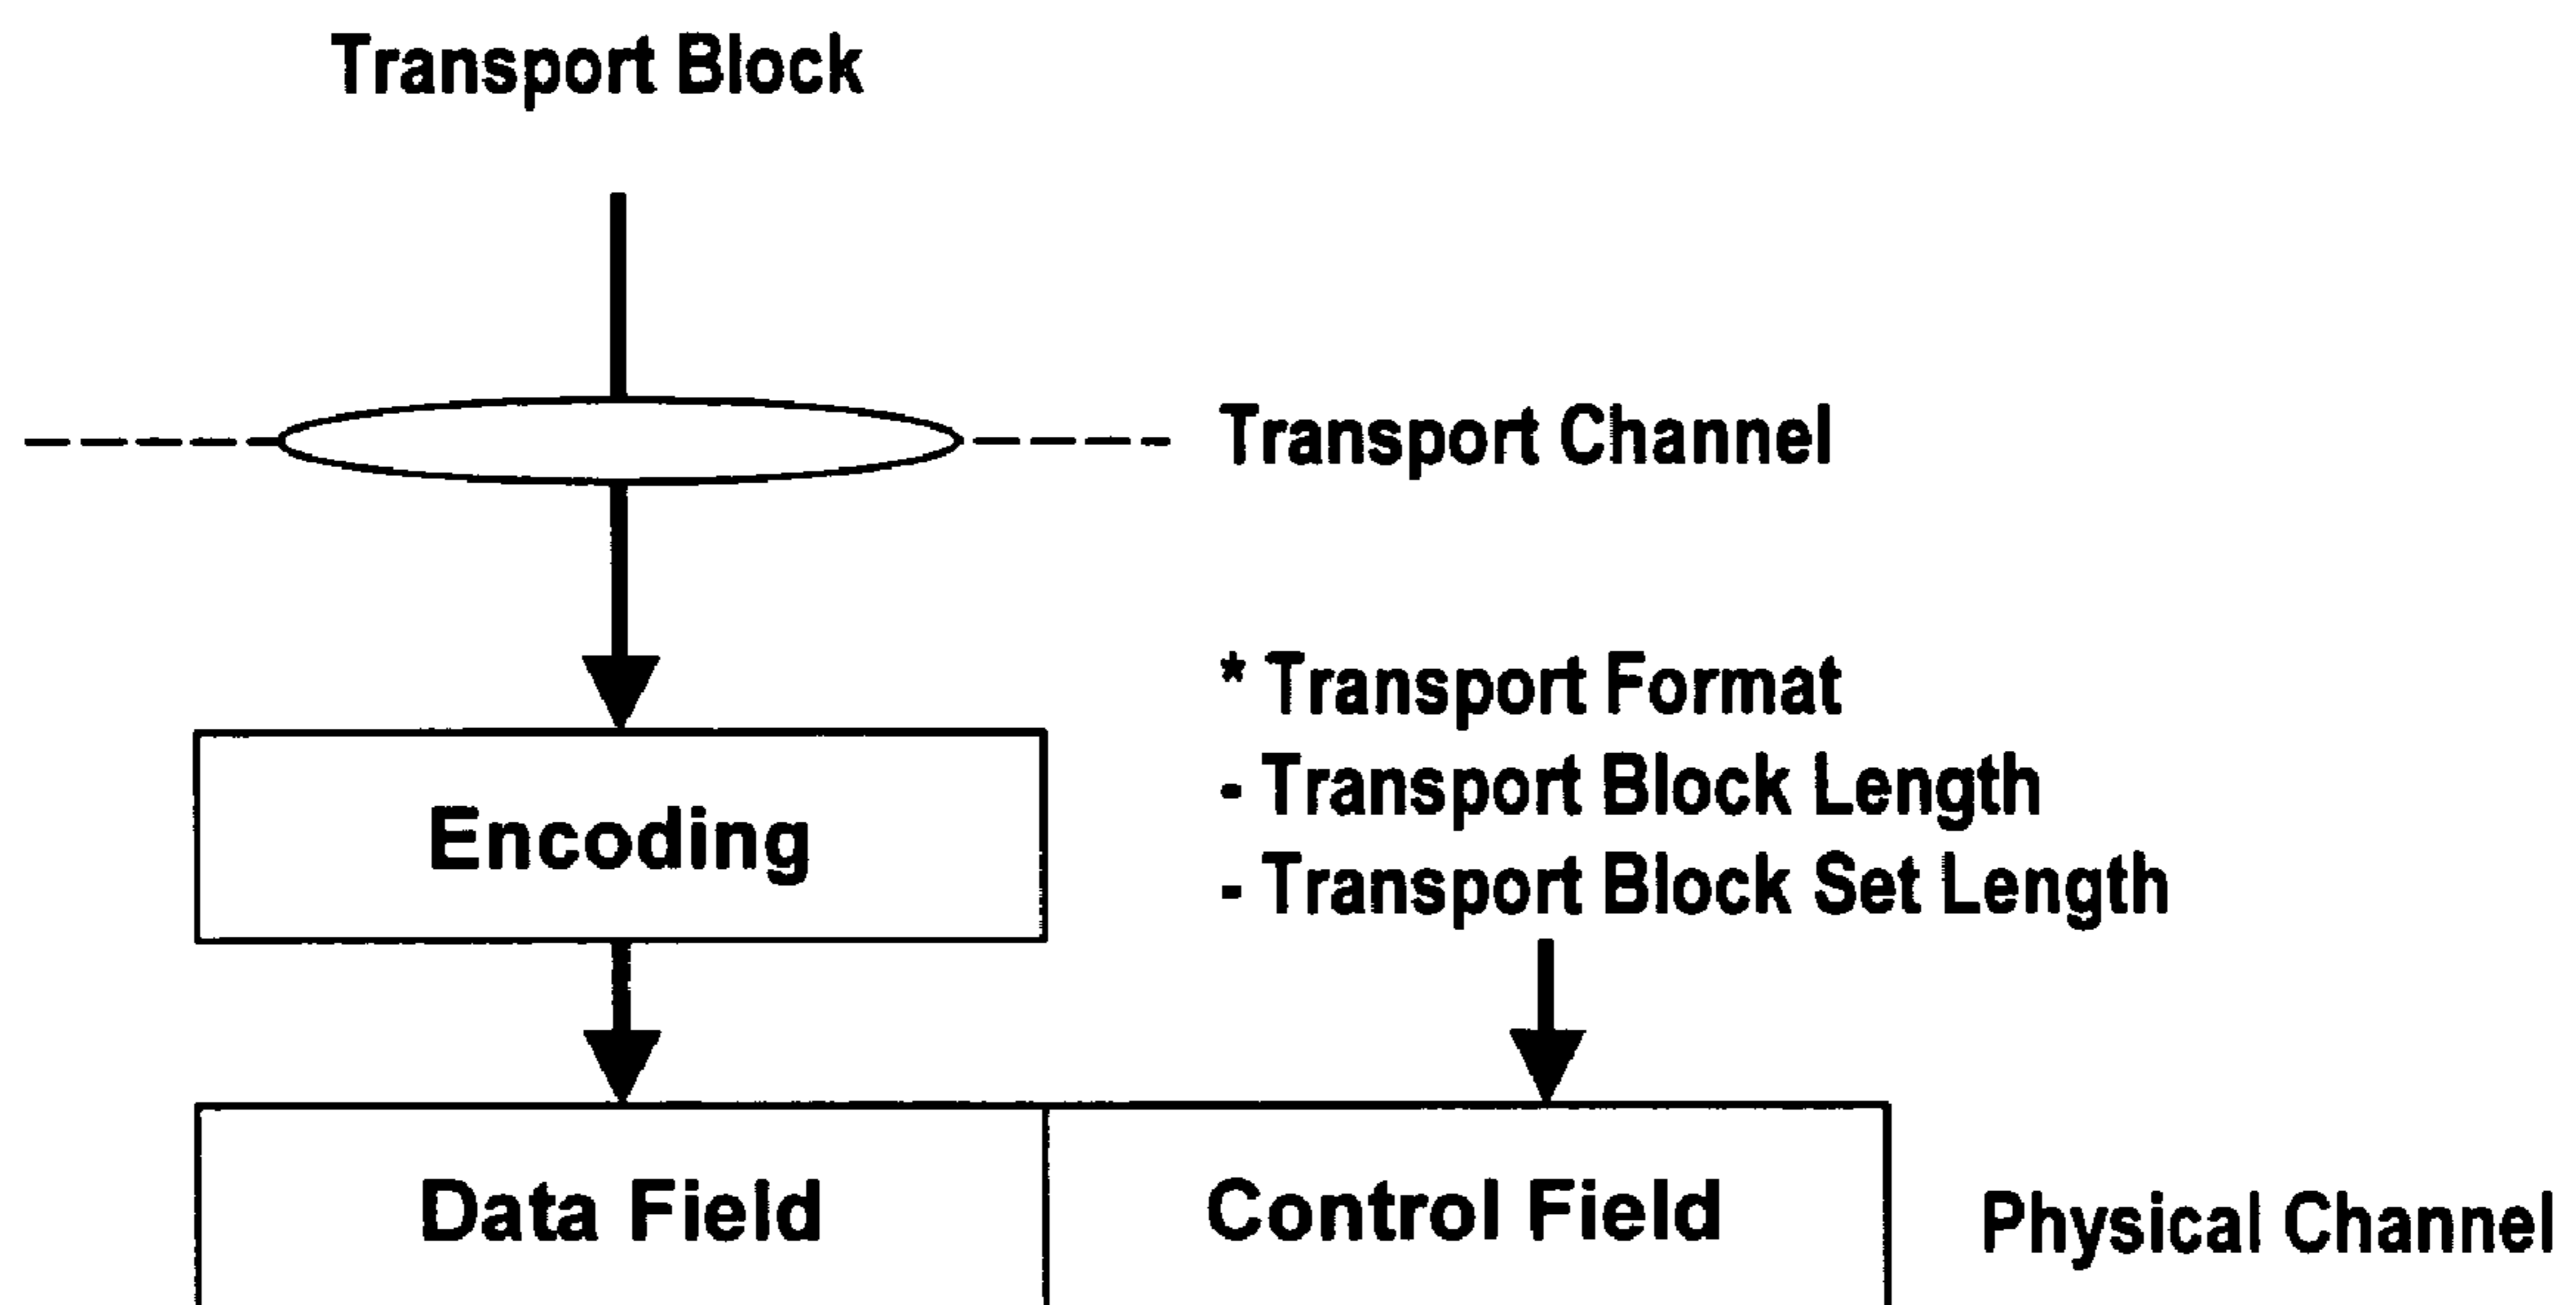 Transport Block
Transport Channel
* Transport Format
- Transport Block Length
- Transport Block Set Length
Encoding
Data Field
Control Field
Physical Channel